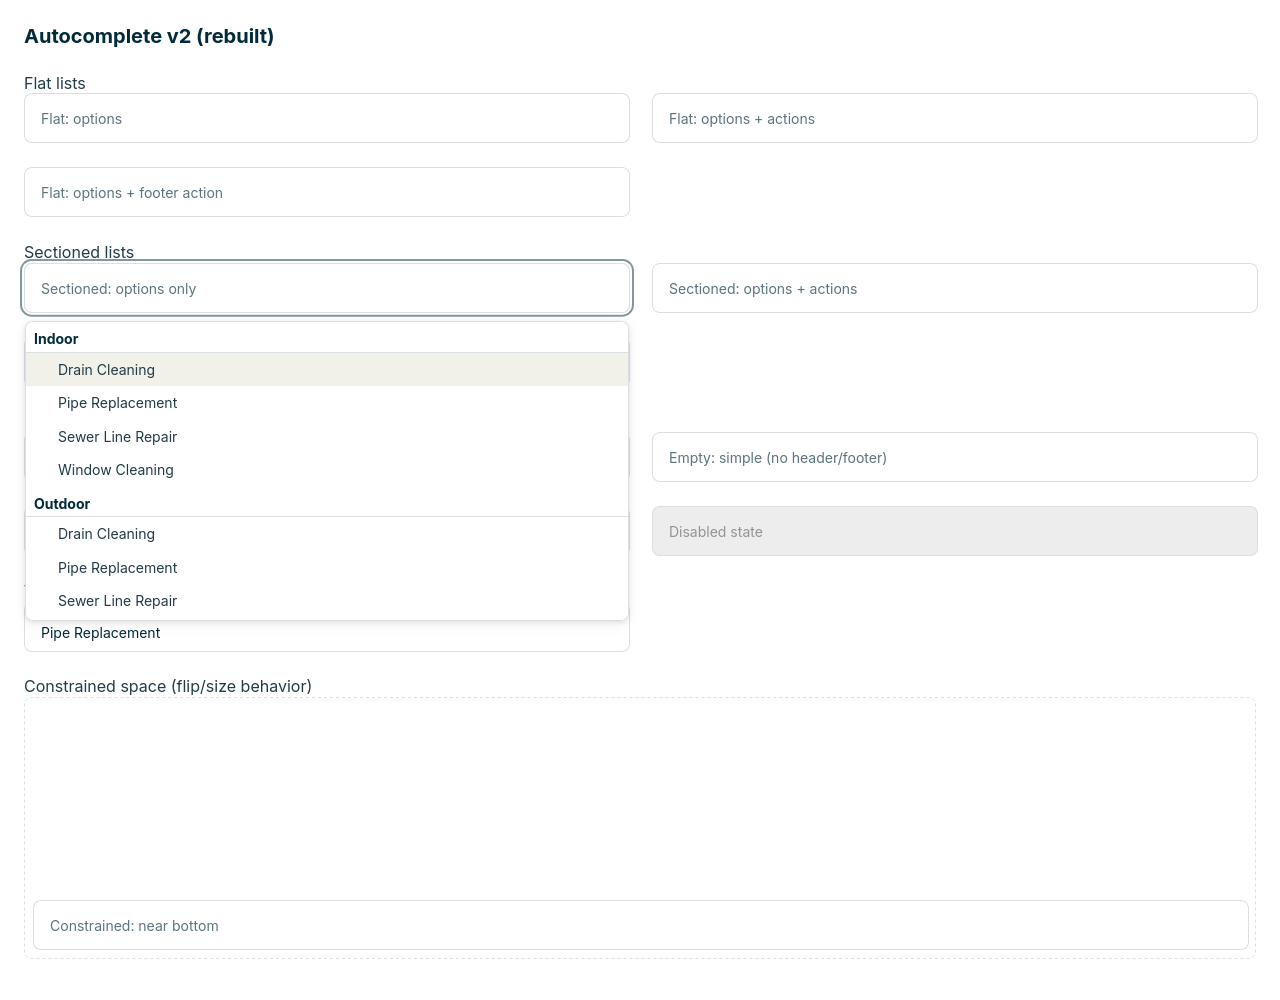 Autocomplete v2 (rebuilt)
Flat lists
Flat: options
Flat: options + actions
Flat: options + footer action
Sectioned lists
Sectioned: options only
Sectioned: options + actions
Indoor
Drain Cleaning
Pipe Replacement
Sewer Line Repair
Window Cleaning
Outdoor
Drain Cleaning
Pipe Replacement
Sewer Line Repair
Empty: simple (no header/footer)
Disabled state
Pipe Replacement
Constrained space (flip/size behavior)
Constrained: near bottom